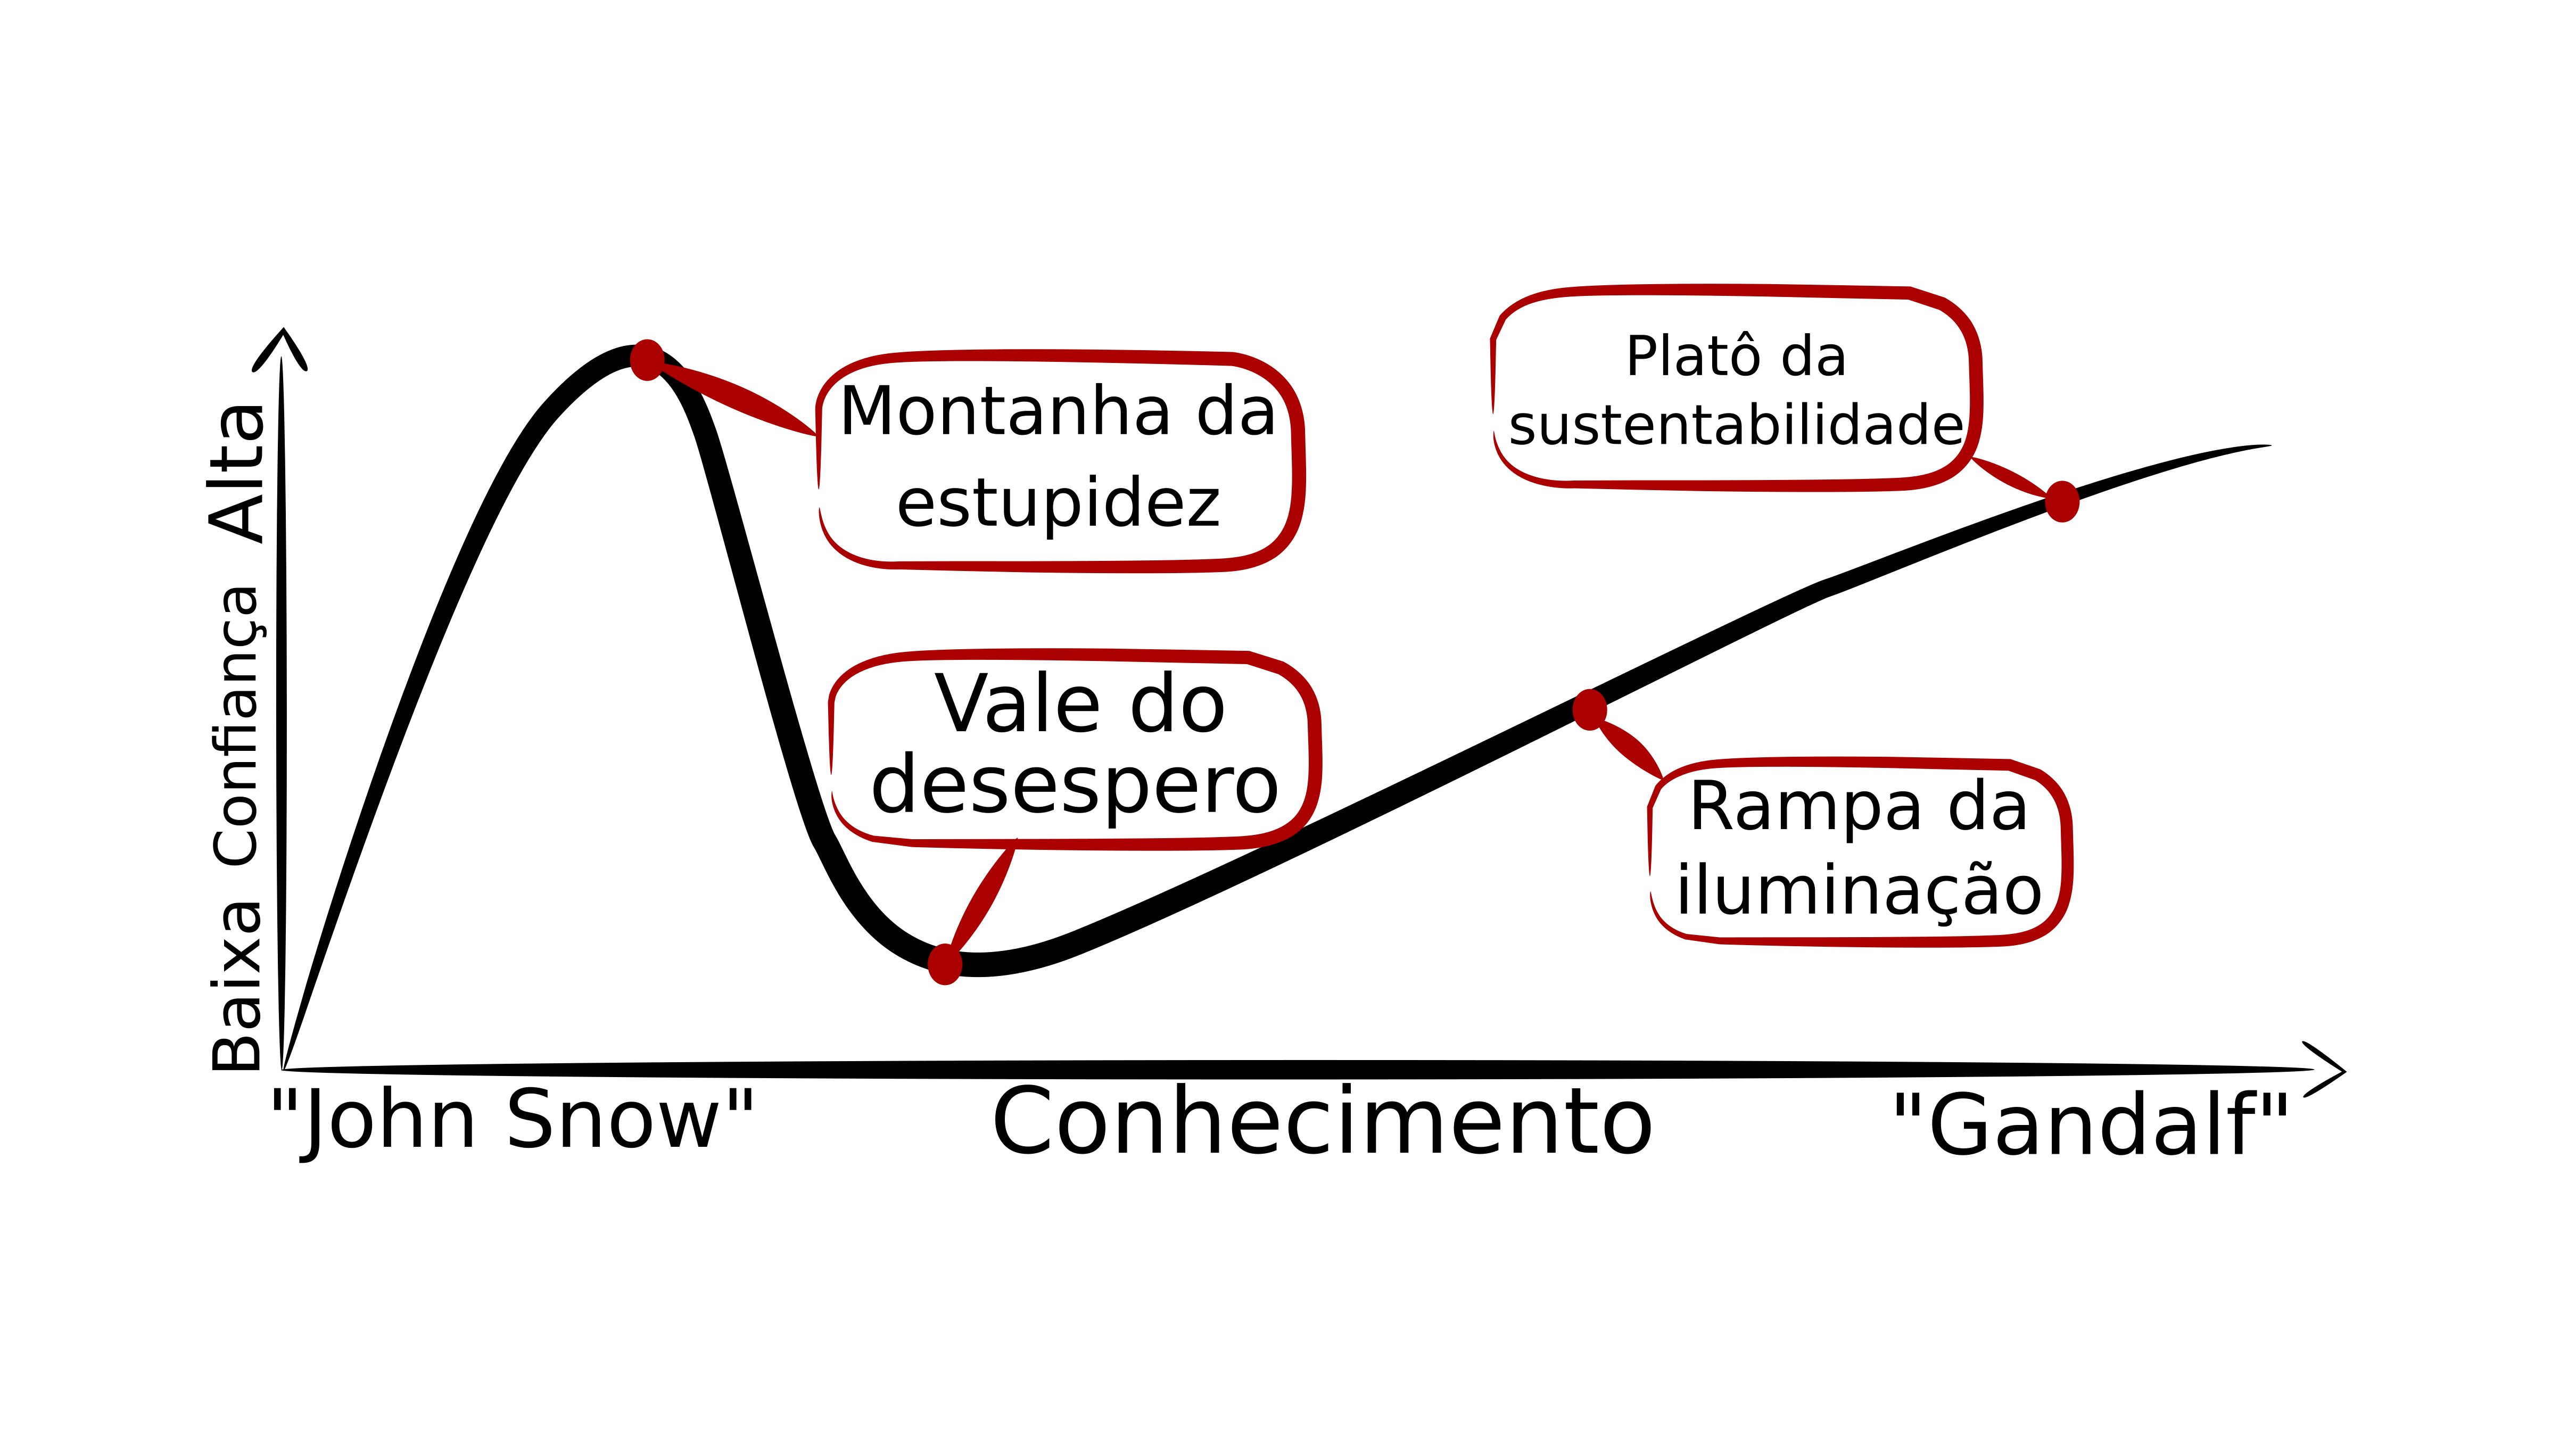 Alta
Confiança
Baixa
Montanha da
estupidez
Vale do
desespero
Platô da
sustentabilidade
Rampa da
iluminação
"John Snow"
Conhecimento
"Gandalf"